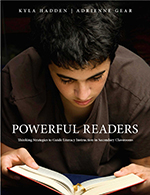 KYLA HADDEN | ADRIENNE GEAR
POWERFUL READERS
Thinking Strategies to Guide Literacy Instruction in Secondary Classrooms